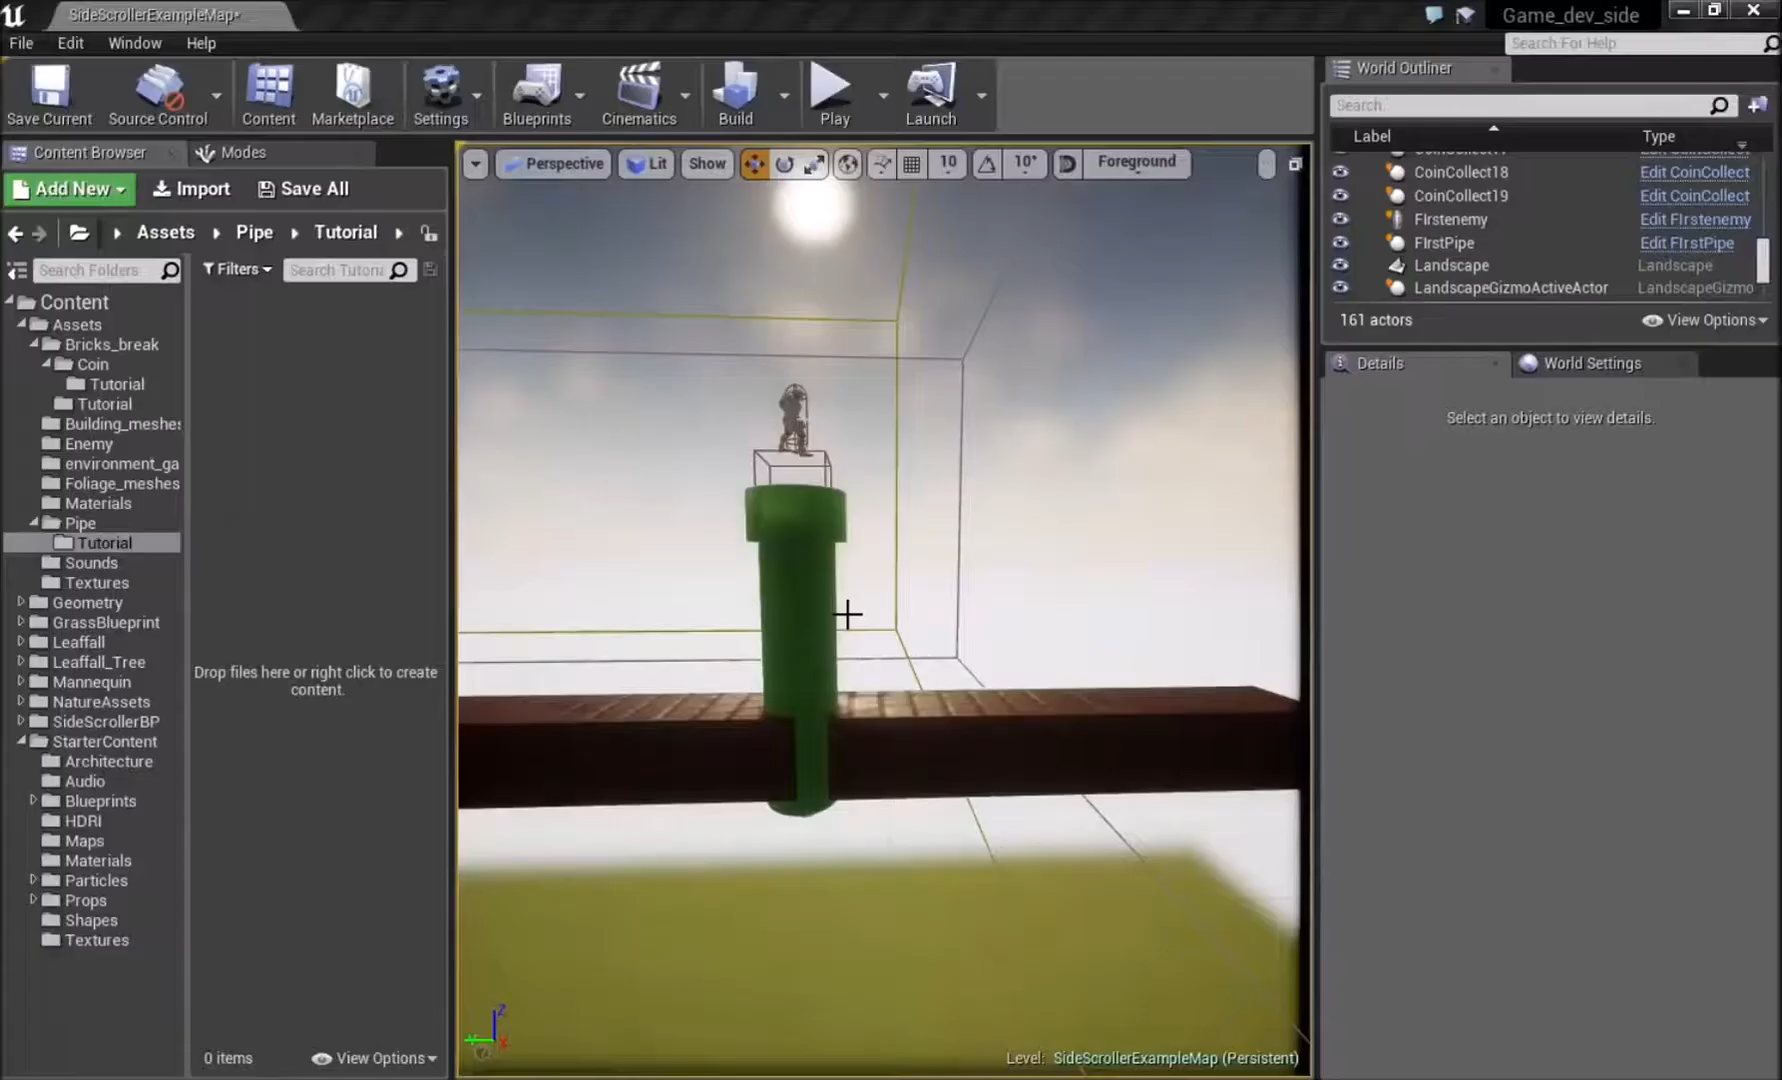 SideScrollerExampleMap*
Game_dev_side
File Edit Window Help
Search For Help
Save Current Source Control Content Marketplace Settings Blueprints Cinematics Build Play Launch
World Outliner
Search.
Label Type
CoinCollect18 Edit CoinCollect
CoinCollect19 Edit CoinCollect
FIrstenemy Edit FIrstenemy
FIrstPipe Edit FIrstPipe
Landscape Landscape
LandscapeGizmoActiveActor LandscapeGizmo
161 actors View Options
Details World Settings
Select an object to view details.
Content Browser Modes
Add New Import Save All
Assets Pipe Tutorial
Search Folders Filters Search Tutoria
Content
Assets
Bricks_break
Coin
Tutorial
Tutorial
Building_meshes
Enemy
environment_ga
Foliage_meshes
Materials
Pipe
Tutorial
Sounds
Textures
Geometry
GrassBlueprint
Leaffall
Leaffall_Tree
Mannequin
NatureAssets
SideScrollerBP
StarterContent
Architecture
Audio
Blueprints
HDRI
Maps
Materials
Particles
Props
Shapes
Textures
Drop files here or right click to create
content.
0 items View Options
Perspective Lit Show 10 10° Foreground
Z
Level: SideScrollerExampleMap (Persistent)